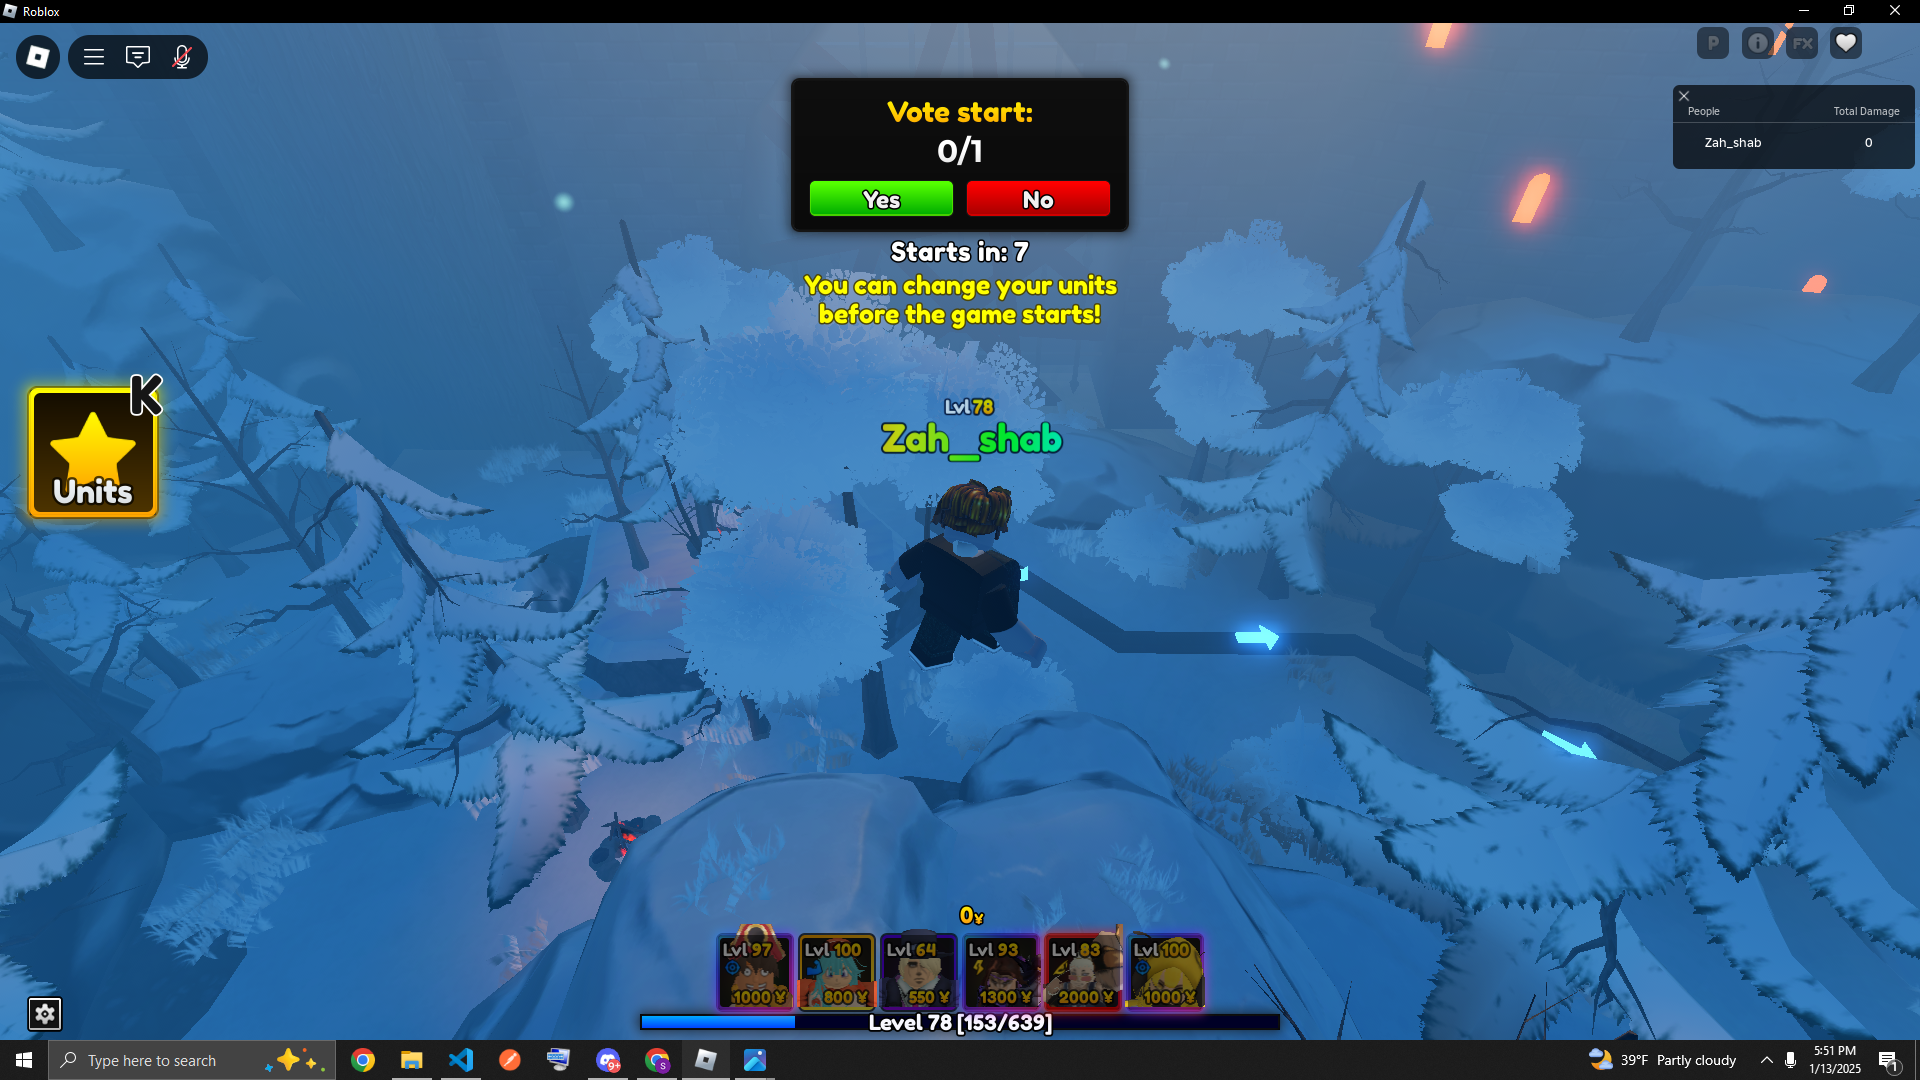 Roblox
P
FX
Vote start:
0/1
Yes
No
Starts in: 7
You can change your units
before the game starts!
People
Total Damage
Zah_shab
0
K
Units
Lvl 78
Zah__shab
0¥
Lvl 97
1000 ¥
Lvl 100
800 ¥
Lvl 64
550 ¥
Lvl 93
1300 ¥
Lvl 83
2000 ¥
Lvl 100
1000 ¥
Level 78 [153/639]
Type here to search
9+
S
39°F Partly cloudy
5:51 PM
1/13/2025
1